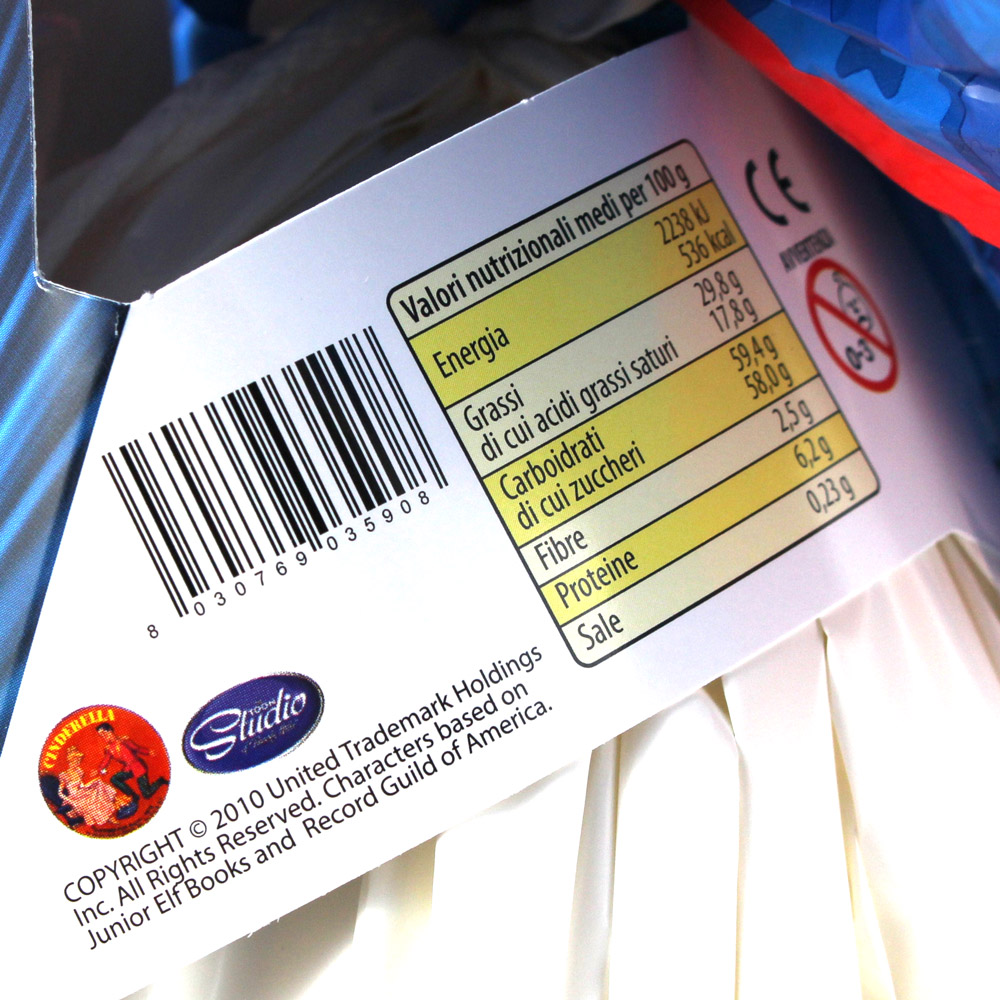 Valori nutrizionali medi per 100 g
Energia 2238 kJ
536 kcal
Grassi 29,8 g
di cui acidi grassi saturi 17,8 g
Carboidrati 59,4 g
di cui zuccheri 58,0 g
Fibre 2,5 g
Proteine 6,2 g
Sale 0,23 g
CE
AVVERTENZA
0-3
8 030769 035908
CINDERELLA
TOON
Studio
COPYRIGHT © 2010 United Trademark Holdings
Inc. All Rights Reserved. Characters based on
Junior Elf Books and Record Guild of America.